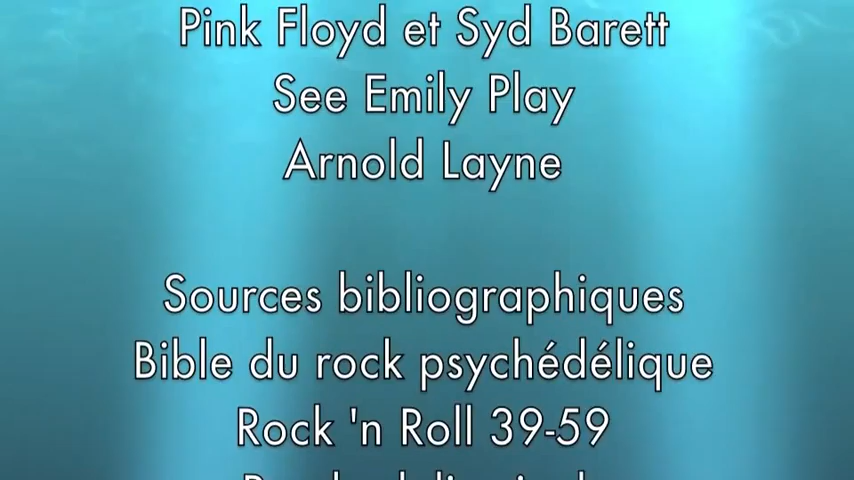 Pink Floyd et Syd Barett
See Emily Play
Arnold Layne
Sources bibliographiques
Bible du rock psychédélique
Rock 'n Roll 39-59